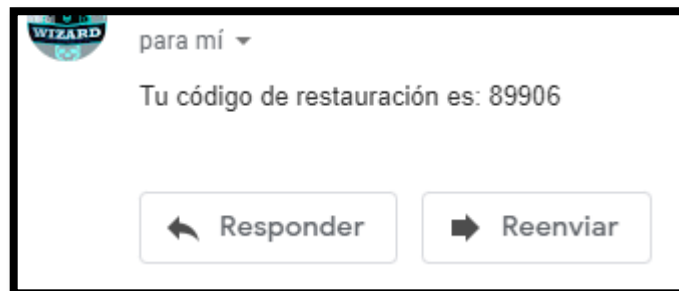 WIZARD
para mí
Tu código de restauración es: 89906
Responder
Reenviar